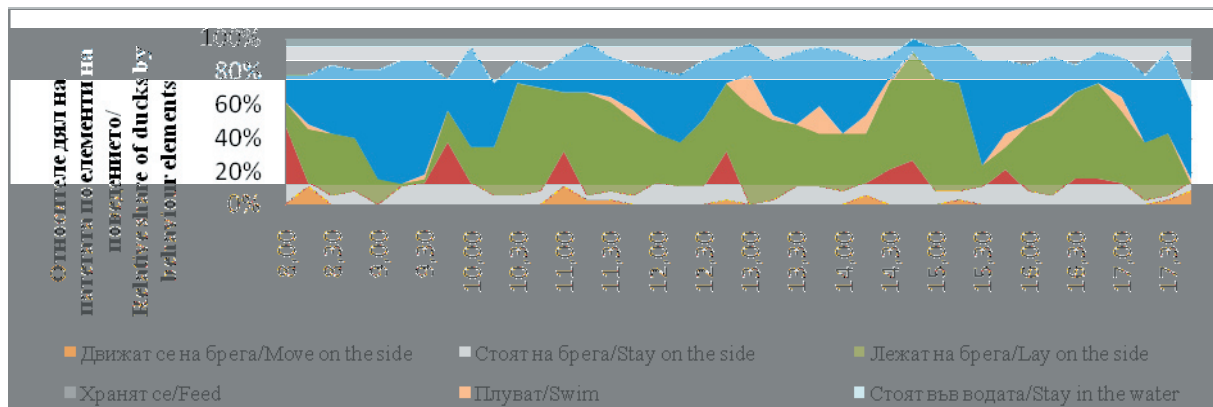 Относителе дял на
патетата по елементи на
поведението/
Relative share of ducks by
behaviour elements
100%
80%
60%
40%
20%
0%
8,00
8,30
9,00
9,30
10,00
10,30
11,00
11,30
12,00
12,30
13,00
13,30
14,00
14,30
15,00
15,30
16,00
16,30
17,00
17,30
Движат се на брега/Move on the side
Стоят на брега/Stay on the side
Лежат на брега/Lay on the side
Хранят се/Feed
Плуват/Swim
Стоят във водата/Stay in the water